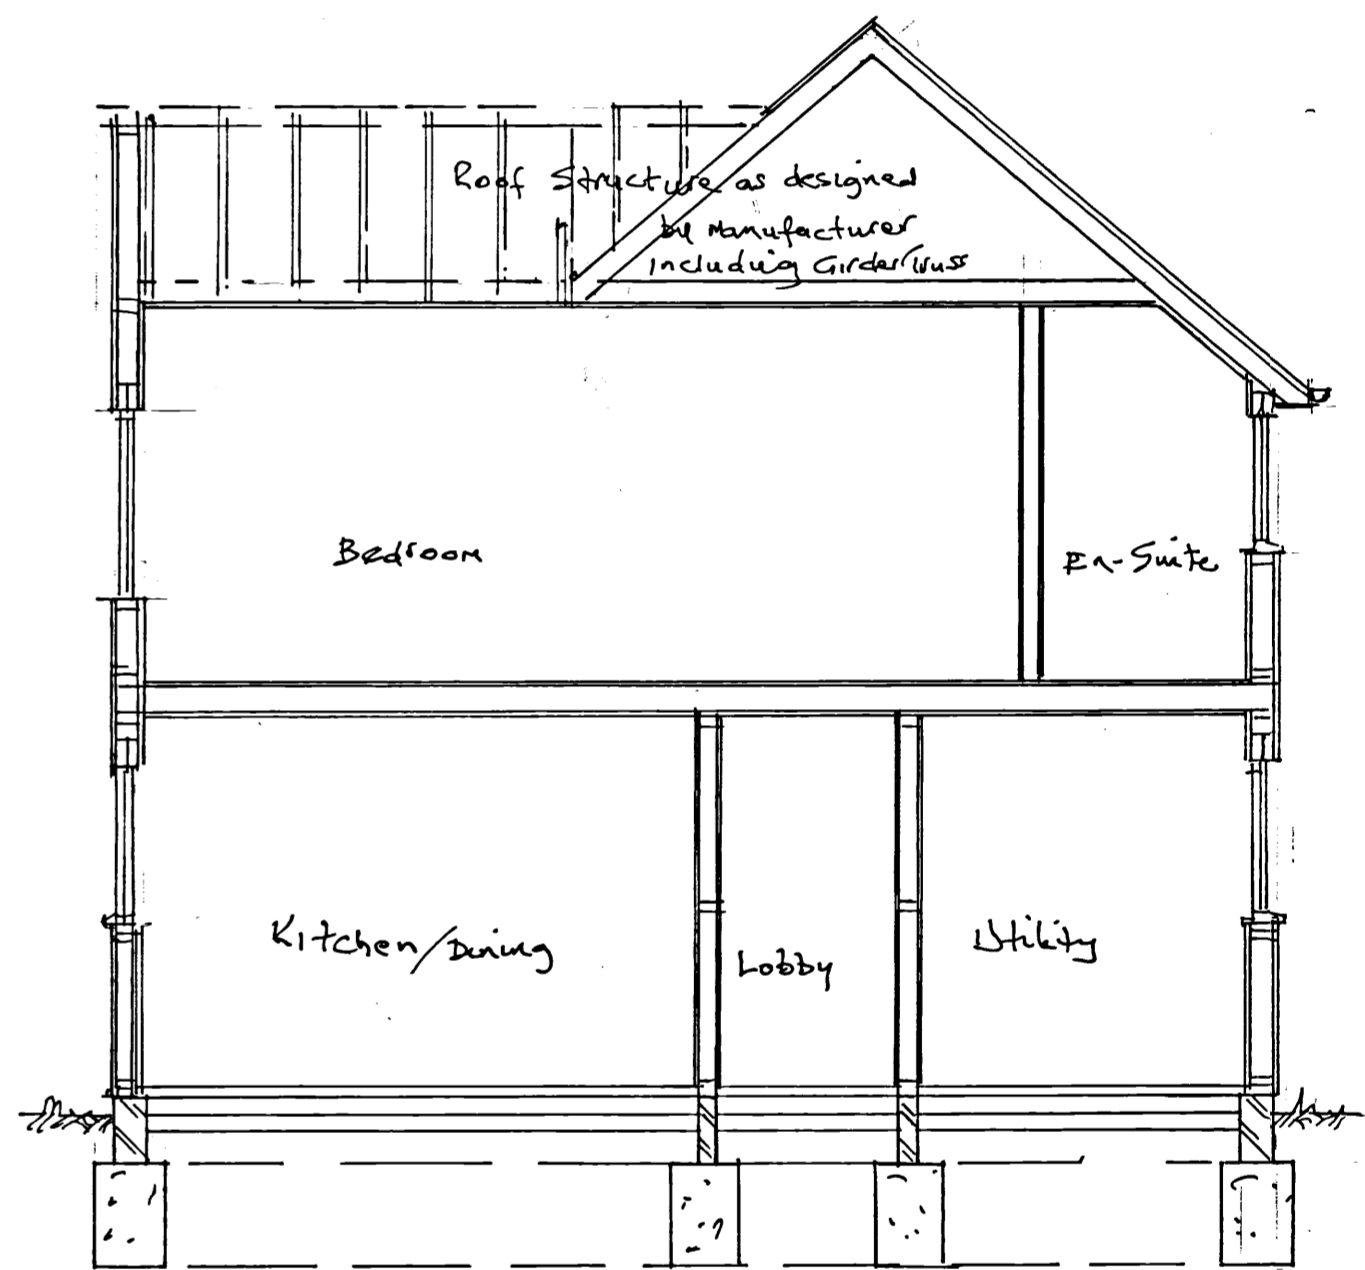 Roof Structure as designed
by Manufacturer
Including Girder Truss
Bedroom
En-Suite
Kitchen/Dining
Lobby
Utility